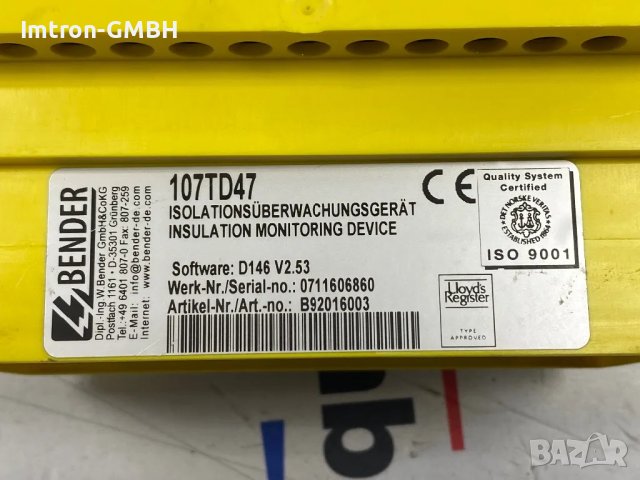 Imtron-GMBH
BENDER
Dipl.-Ing.W.Bender GmbH&CoKG
Postfach 1161 • D-35301 Grünberg
Tel.:+49 6401 807-0 Fax: 807-259
E-Mail: info@bender-de.com
Internet: www.bender-de.com
107TD47
ISOLATIONSÜBERWACHUNGSGERÄT
INSULATION MONITORING DEVICE
Software: D146 V2.53
Werk-Nr./Serial-no.: 0711606860
Artikel-Nr./Art.-no.: B92016003
CE
Quality System
Certified
DET NORSKE VERITAS
ESTABLISHED 1864
ISO 9001
Lloyd's
Register
TYPE
APPROVED
BAZAR